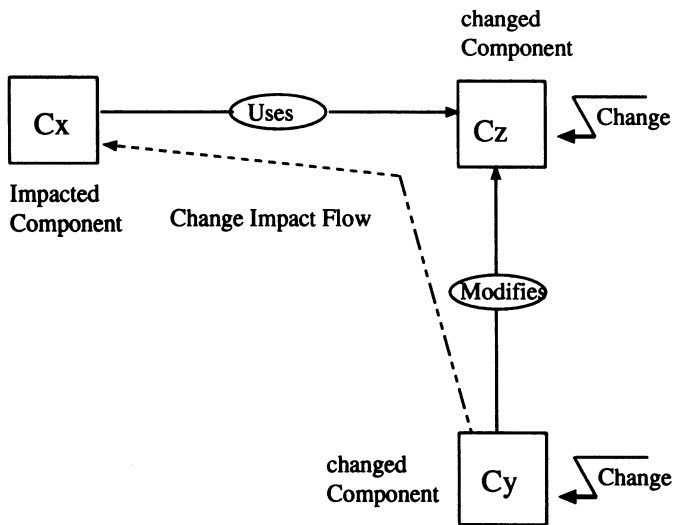 changed
Component
Cx
Uses
Cz
Change
Impacted
Component
Change Impact Flow
Modifies
changed
Component
Cy
Change